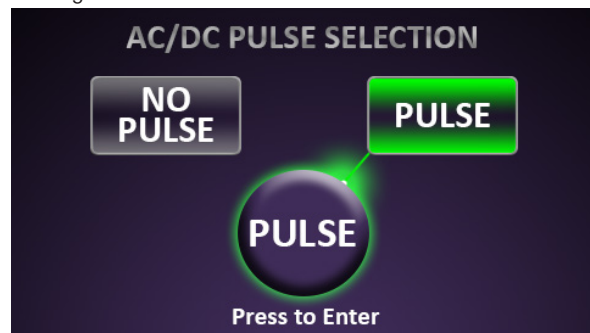 AC/DC PULSE SELECTION
NO
PULSE
PULSE
PULSE
Press to Enter